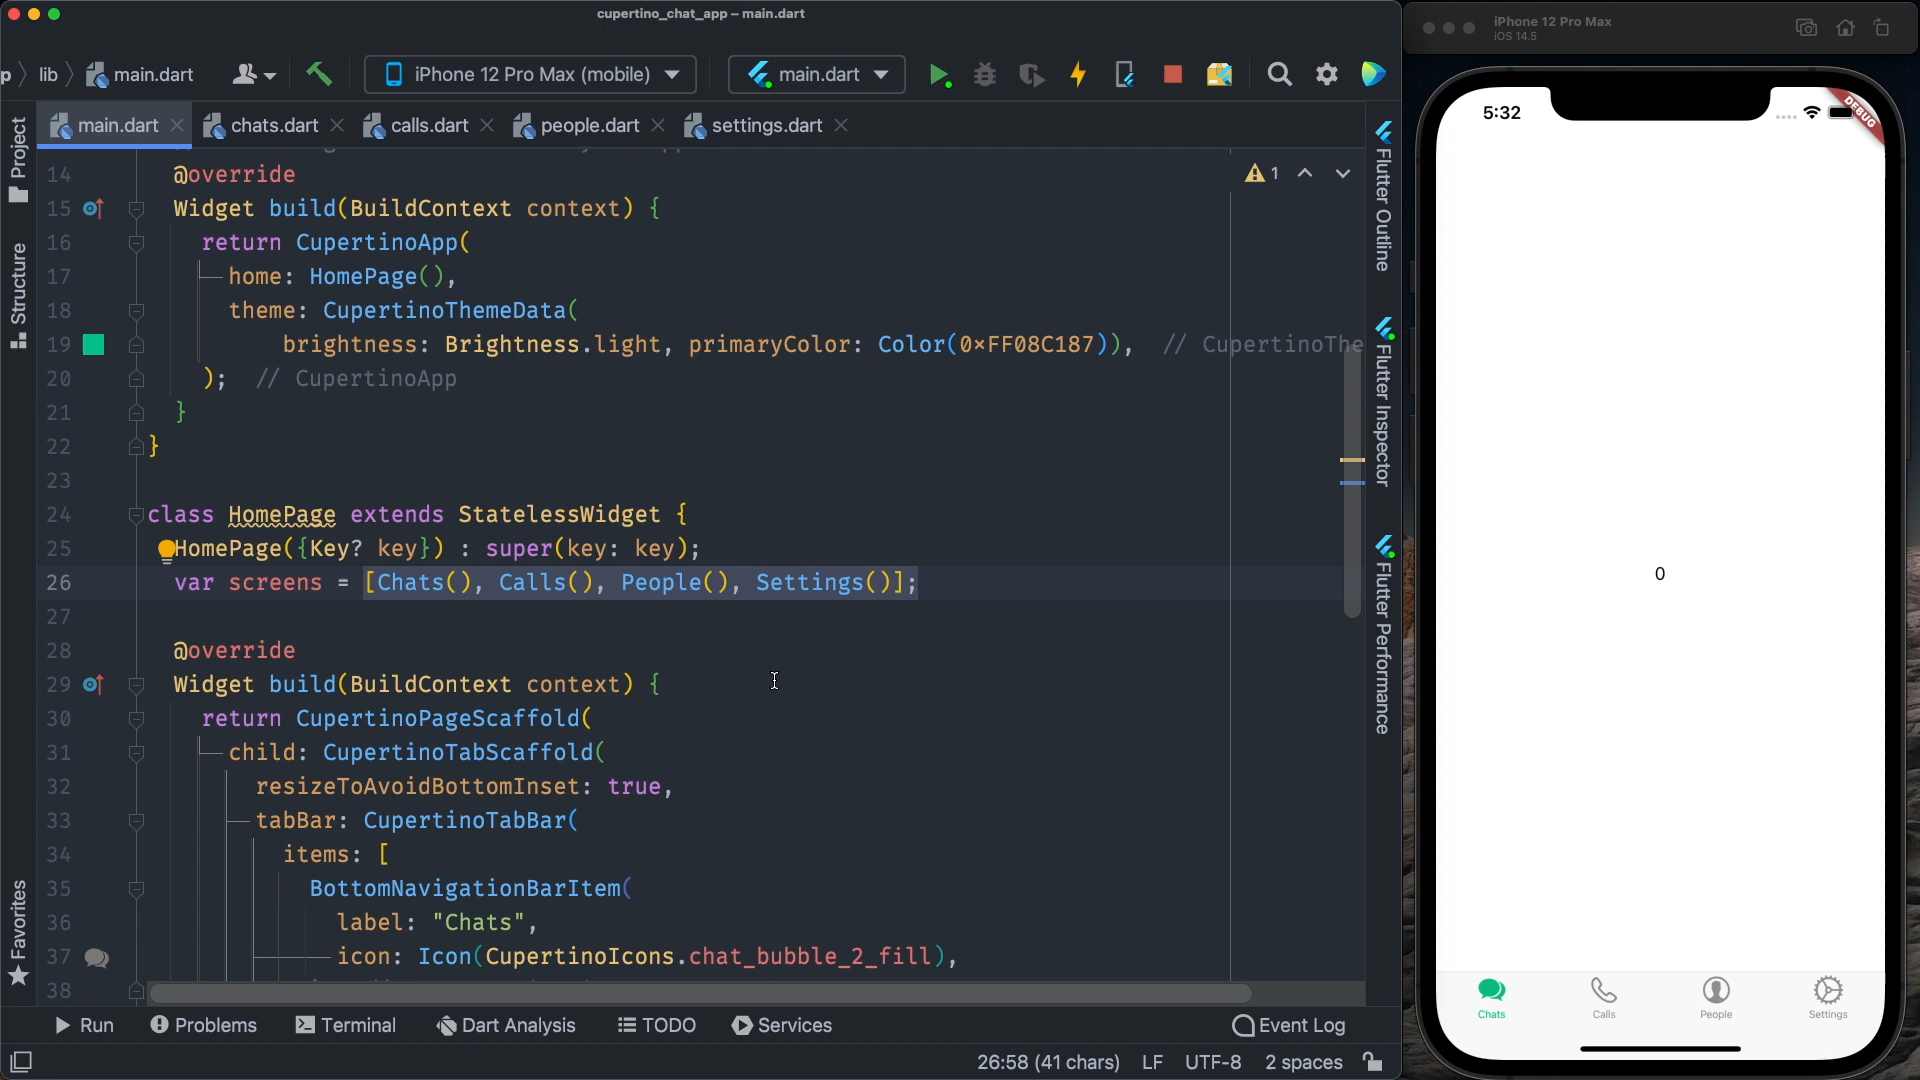 cupertino_chat_app – main.dart
p
lib
main.dart
iPhone 12 Pro Max (mobile)
main.dart
main.dart
chats.dart
calls.dart
people.dart
settings.dart
Project
Structure
Favorites
14 @override
1
15 Widget build(BuildContext context) {
16 return CupertinoApp(
17 home: HomePage(),
18 theme: CupertinoThemeData(
19 brightness: Brightness.light, primaryColor: Color(0×FF08C187)), // CupertinoThe
20 ); // CupertinoApp
21 }
22 }
23
24 class HomePage extends StatelessWidget {
25 HomePage({Key? key}) : super(key: key);
26 var screens = [Chats(), Calls(), People(), Settings()];
27
28 @override
29 Widget build(BuildContext context) {
30 return CupertinoPageScaffold(
31 child: CupertinoTabScaffold(
32 resizeToAvoidBottomInset: true,
33 tabBar: CupertinoTabBar(
34 items: [
35 BottomNavigationBarItem(
36 label: "Chats",
37 icon: Icon(CupertinoIcons.chat_bubble_2_fill),
38
Flutter Outline
Flutter Inspector
Flutter Performance
Run
Problems
Terminal
Dart Analysis
TODO
Services
Event Log
26:58 (41 chars) LF UTF-8 2 spaces
iPhone 12 Pro Max
iOS 14.5
5:32
DEBUG
0
Chats
Calls
People
Settings